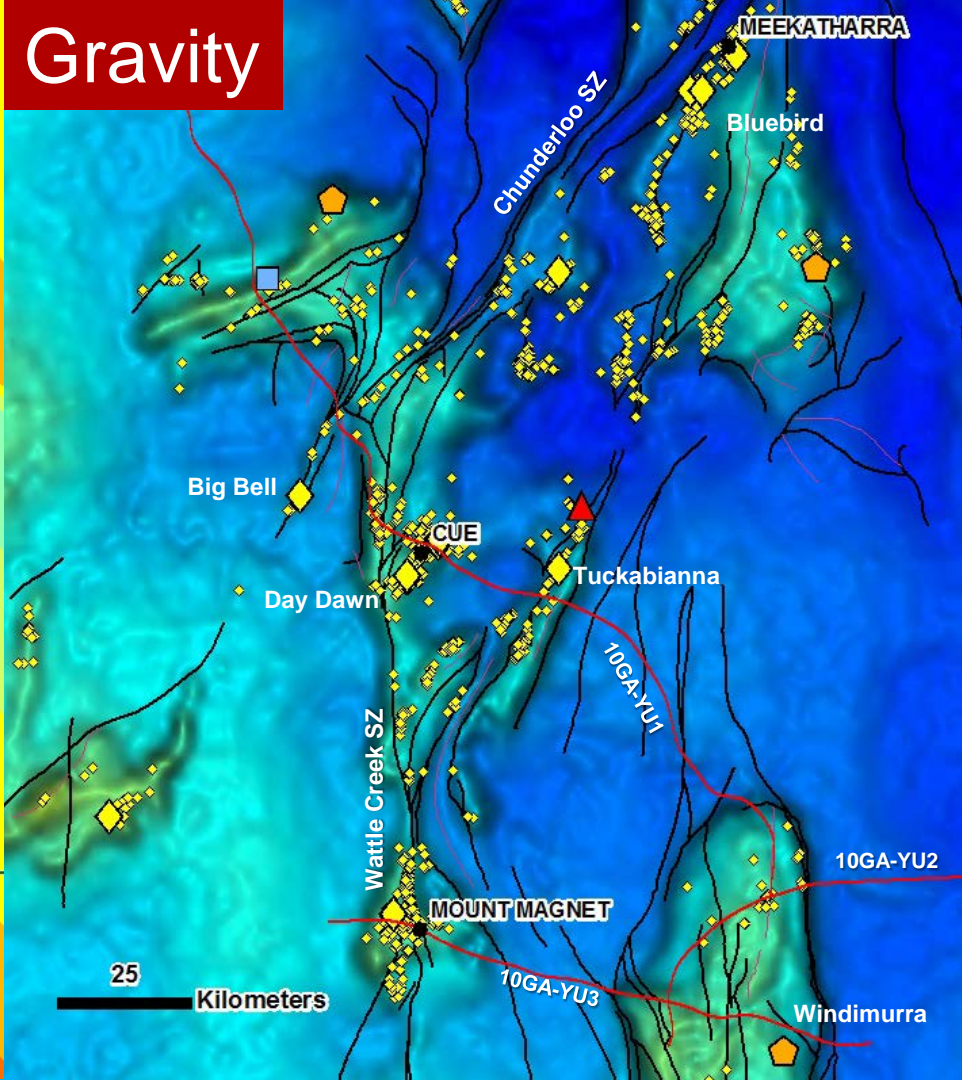 Gravity
MEEKATHARRA
Bluebird
Chunderloo SZ
Big Bell
CUE
Day Dawn
Tuckabianna
10GA-YU1
Wattle Creek SZ
10GA-YU2
MOUNT MAGNET
25
Kilometers
10GA-YU3
Windimurra